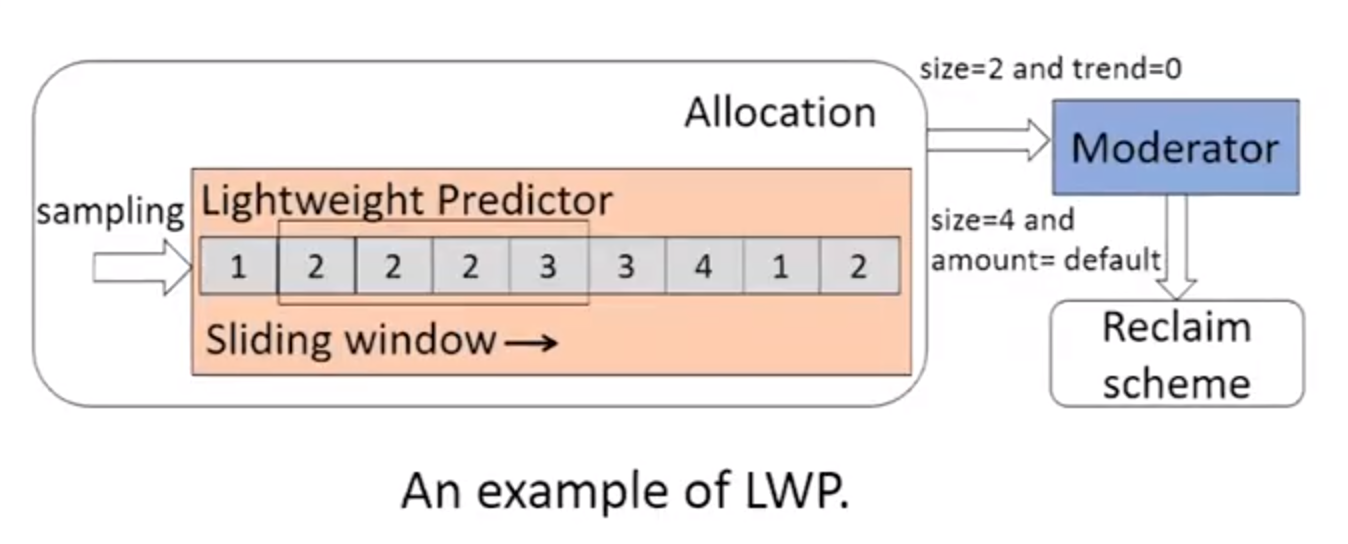 size=2 and trend=0
Allocation
Moderator
sampling
Lightweight Predictor
size=4 and
amount= default
1 2 2 2 3 3 4 1 2
Sliding window→
Reclaim
scheme
An example of LWP.